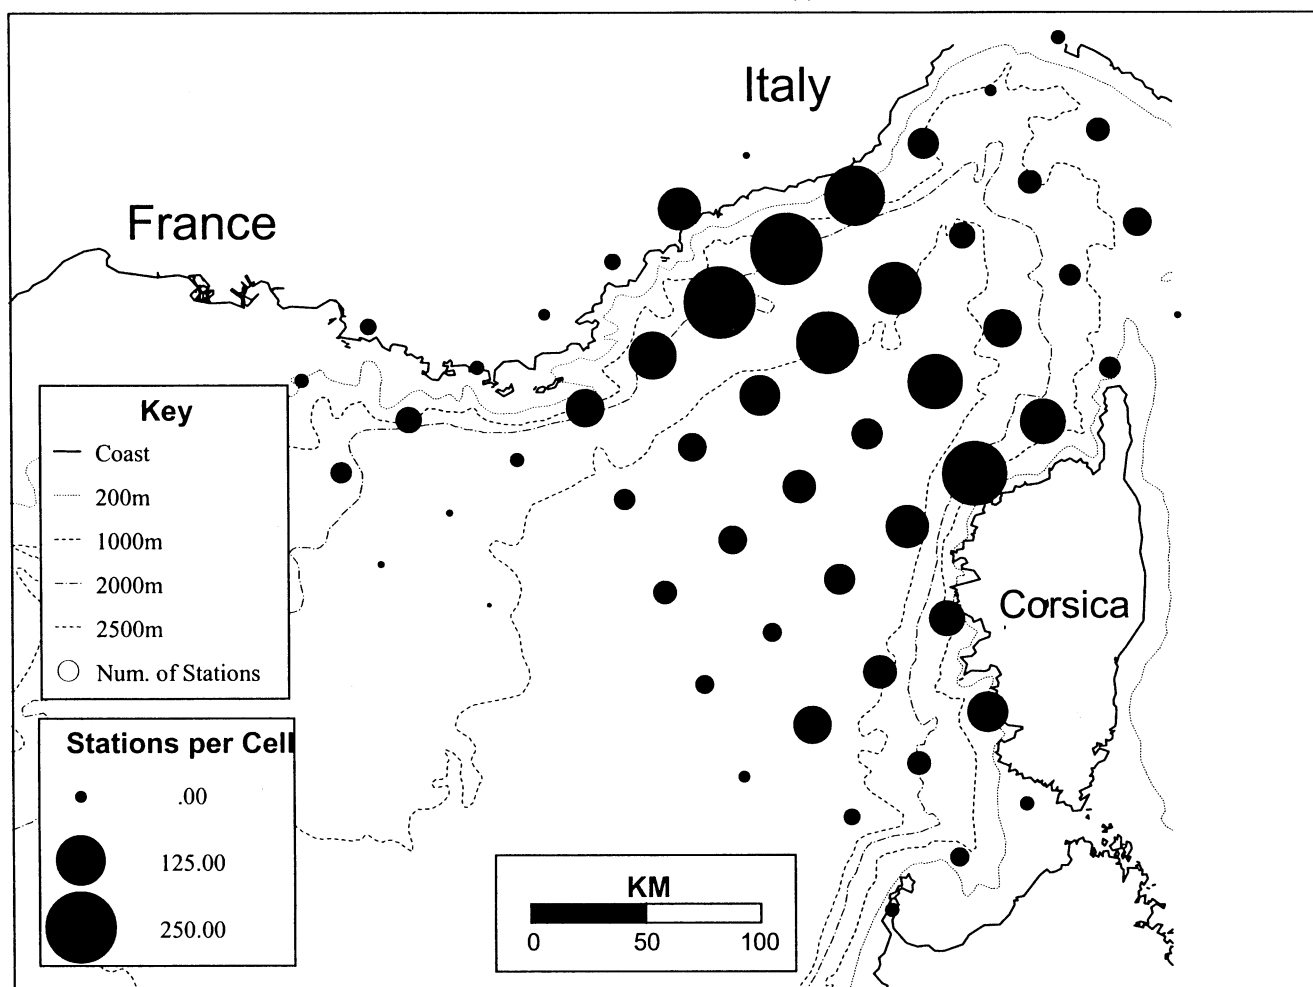 Italy
France
Key
Coast
200m
1000m
2000m
2500m
Num. of Stations
Corsica
Stations per Cell
.00
125.00
250.00
KM
0 50 100